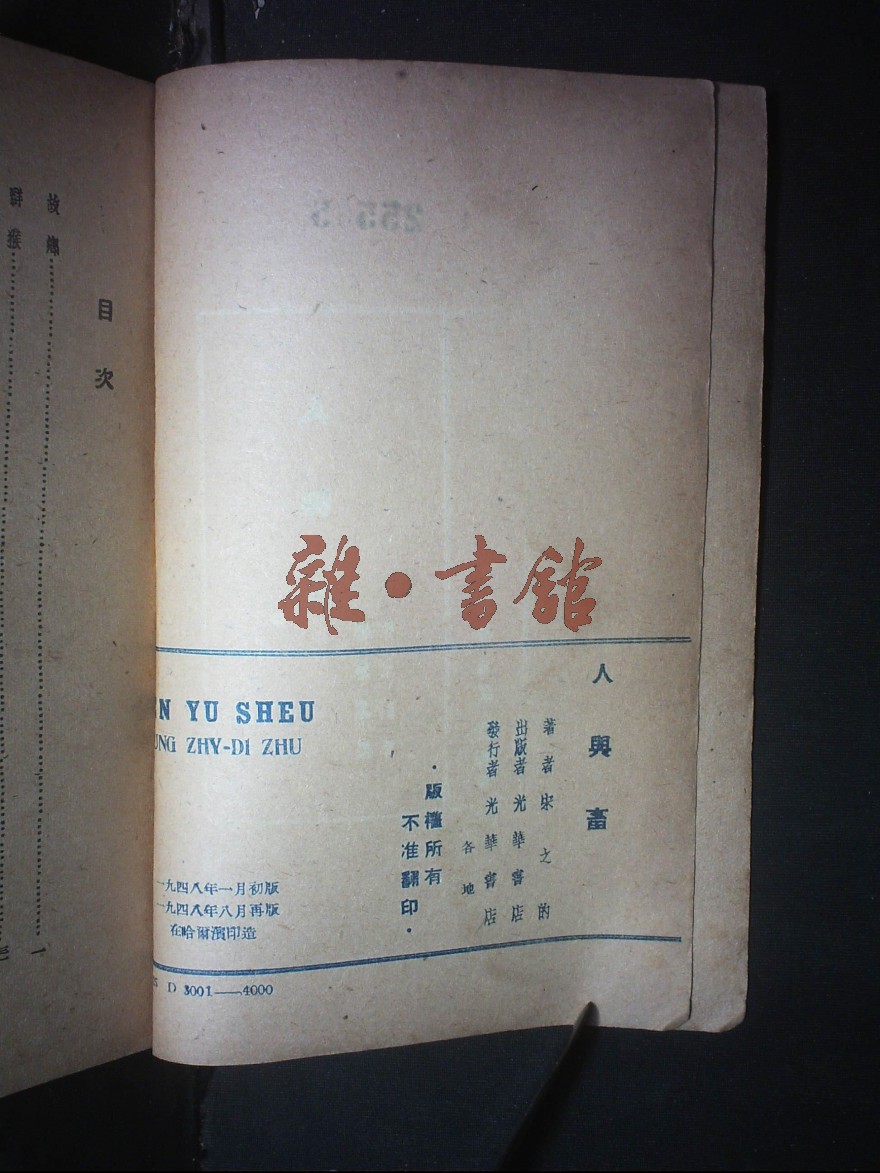 人與畜
著者 宋之的
出版者 光華書店
發行者 光華書店
各地
·版權所有
不准翻印·
YU SHEU
ZHY-DI ZHU
一九四八年一月初版
一九四八年八月再版
在哈爾濱印造
D 3001——4000
雜·書館
目次
故鄉 一
群猴